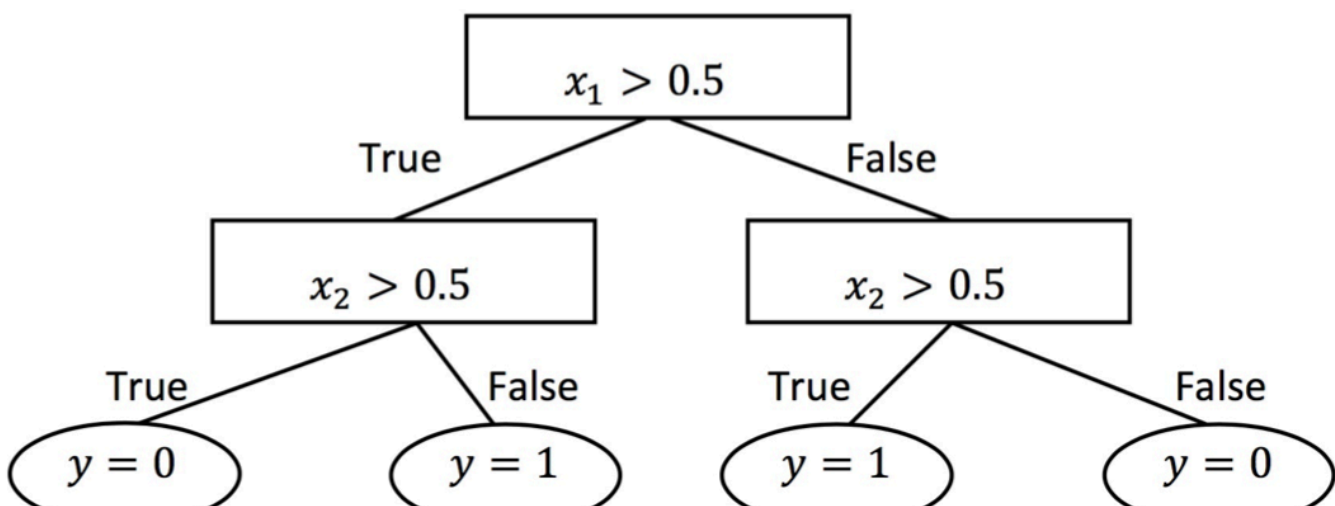 x₁ > 0.5
True False
x₂ > 0.5 x₂ > 0.5
True False True False
y = 0 y = 1 y = 1 y = 0